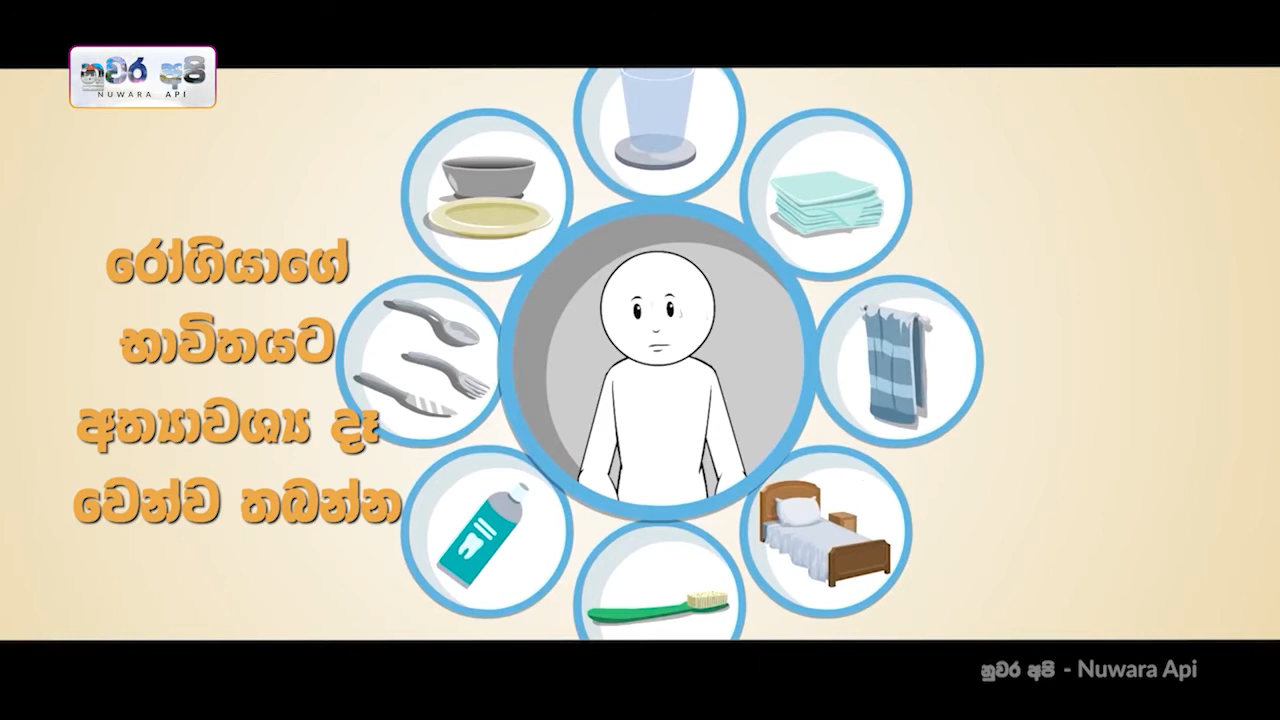 නුවර අපි
NUWARA API
රෝගියාගේ
භාවිතයට
අත්‍යාවශ්‍ය දෑ
වෙන්ව තබන්න
නුවර අපි - Nuwara Api